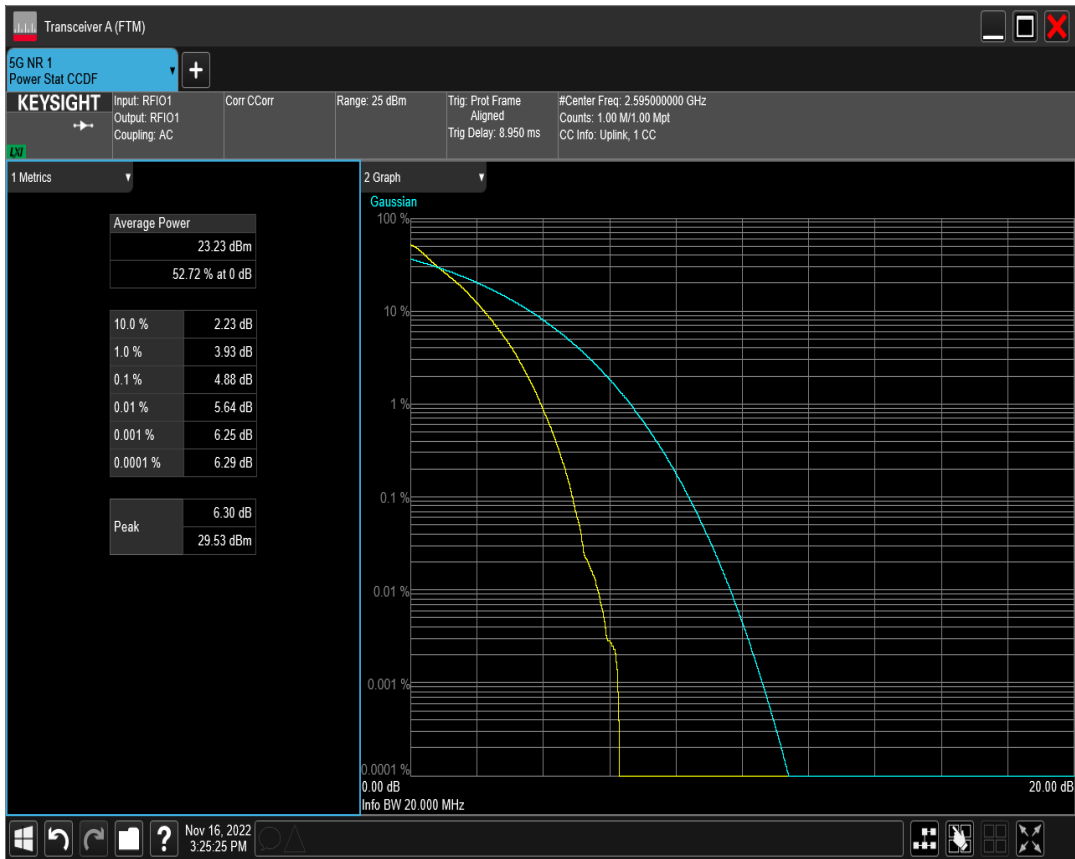 Transceiver A (FTM)
5G NR 1
Power Stat CCDF
KEYSIGHT
LXI
Input: RFIO1
Output: RFIO1
Coupling: AC
Corr CCorr
Range: 25 dBm
Trig: Prot Frame
Aligned
Trig Delay: 8.950 ms
#Center Freq: 2.595000000 GHz
Counts: 1.00 M/1.00 Mpt
CC Info: Uplink, 1 CC
1 Metrics
Average Power
23.23 dBm
52.72 % at 0 dB
10.0 % 2.23 dB
1.0 % 3.93 dB
0.1 % 4.88 dB
0.01 % 5.64 dB
0.001 % 6.25 dB
0.0001 % 6.29 dB
Peak 6.30 dB
29.53 dBm
2 Graph
Gaussian
100 %
10 %
1 %
0.1 %
0.01 %
0.001 %
0.0001 %
0.00 dB 20.00 dB
Info BW 20.000 MHz
? Nov 16, 2022
3:25:25 PM